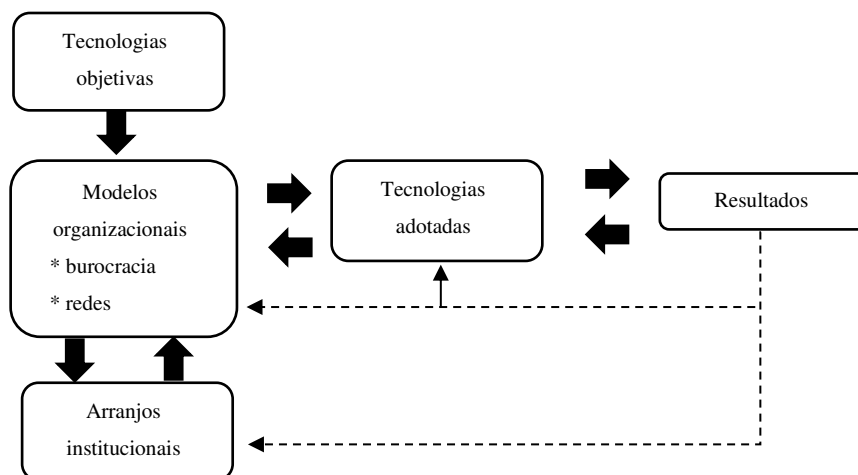 Tecnologias
objetivas
Modelos
organizacionais
* burocracia
* redes
Tecnologias
adotadas
Resultados
Arranjos
institucionais